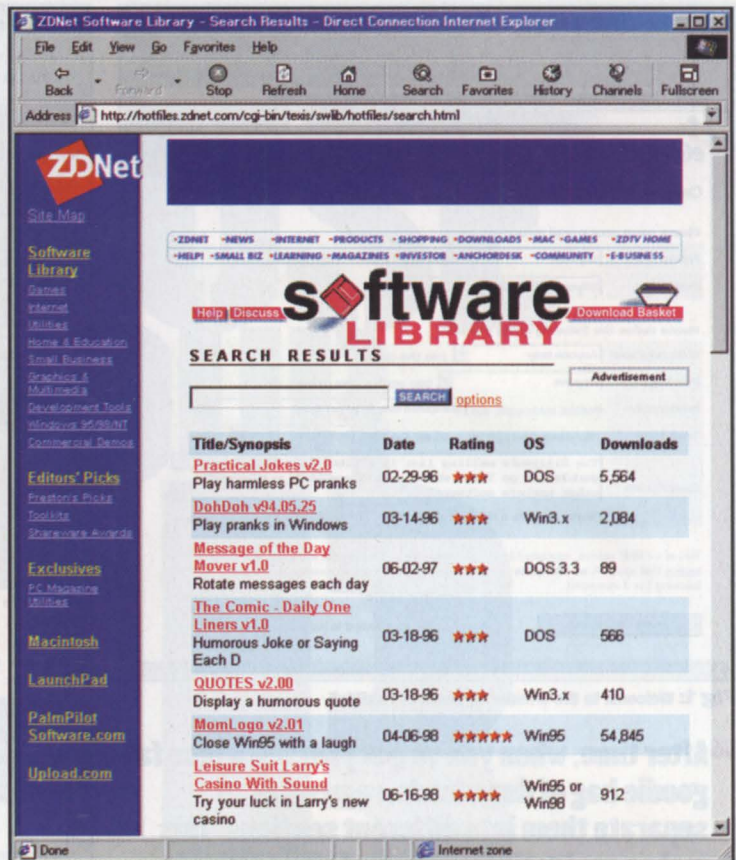 ZDNet Software Library - Search Results - Direct Connection Internet Explorer
File Edit View Go Favorites Help
Back Forward Stop Refresh Home Search Favorites History Channels Fullscreen
Address http://hotfiles.zdnet.com/cgi-bin/texis/swlib/hotfiles/search.html
ZDNet
Site Map
Software
Library
Games
Internet
Utilities
Home & Education
Small Business
Graphics &
Multimedia
Development Tools
Windows 95/98/NT
Commercial Demos
Editors' Picks
Preston's Picks
Toolkits
Shareware Awards
Exclusives
PC Magazine
Utilities
Macintosh
LaunchPad
PalmPilot
Software.com
Upload.com
•ZDNET •NEWS •INTERNET •PRODUCTS •SHOPPING •DOWNLOADS •MAC •GAMES •ZDTV HOME
•HELP! •SMALL BIZ •LEARNING •MAGAZINES •INVESTOR •ANCHORDESK •COMMUNITY •E-BUSINESS
Help Discuss software Download Basket
LIBRARY
SEARCH RESULTS
Advertisement
SEARCH options
Title/Synopsis Date Rating OS Downloads
Practical Jokes v2.0
Play harmless PC pranks 02-29-96 ★★★ DOS 5,564
DohDoh v94.05.25
Play pranks in Windows 03-14-96 ★★★ Win3.x 2,084
Message of the Day
Mover v1.0
Rotate messages each day 06-02-97 ★★★ DOS 3.3 89
The Comic - Daily One
Liners v1.0
Humorous Joke or Saying
Each D 03-18-96 ★★★ DOS 566
QUOTES v2.00
Display a humorous quote 03-18-96 ★★★ Win3.x 410
MomLogo v2.01
Close Win95 with a laugh 04-06-98 ★★★★★ Win95 54,845
Leisure Suit Larry's
Casino With Sound
Try your luck in Larry's new
casino 06-16-98 ★★★★ Win95 or
Win98 912
Done Internet zone